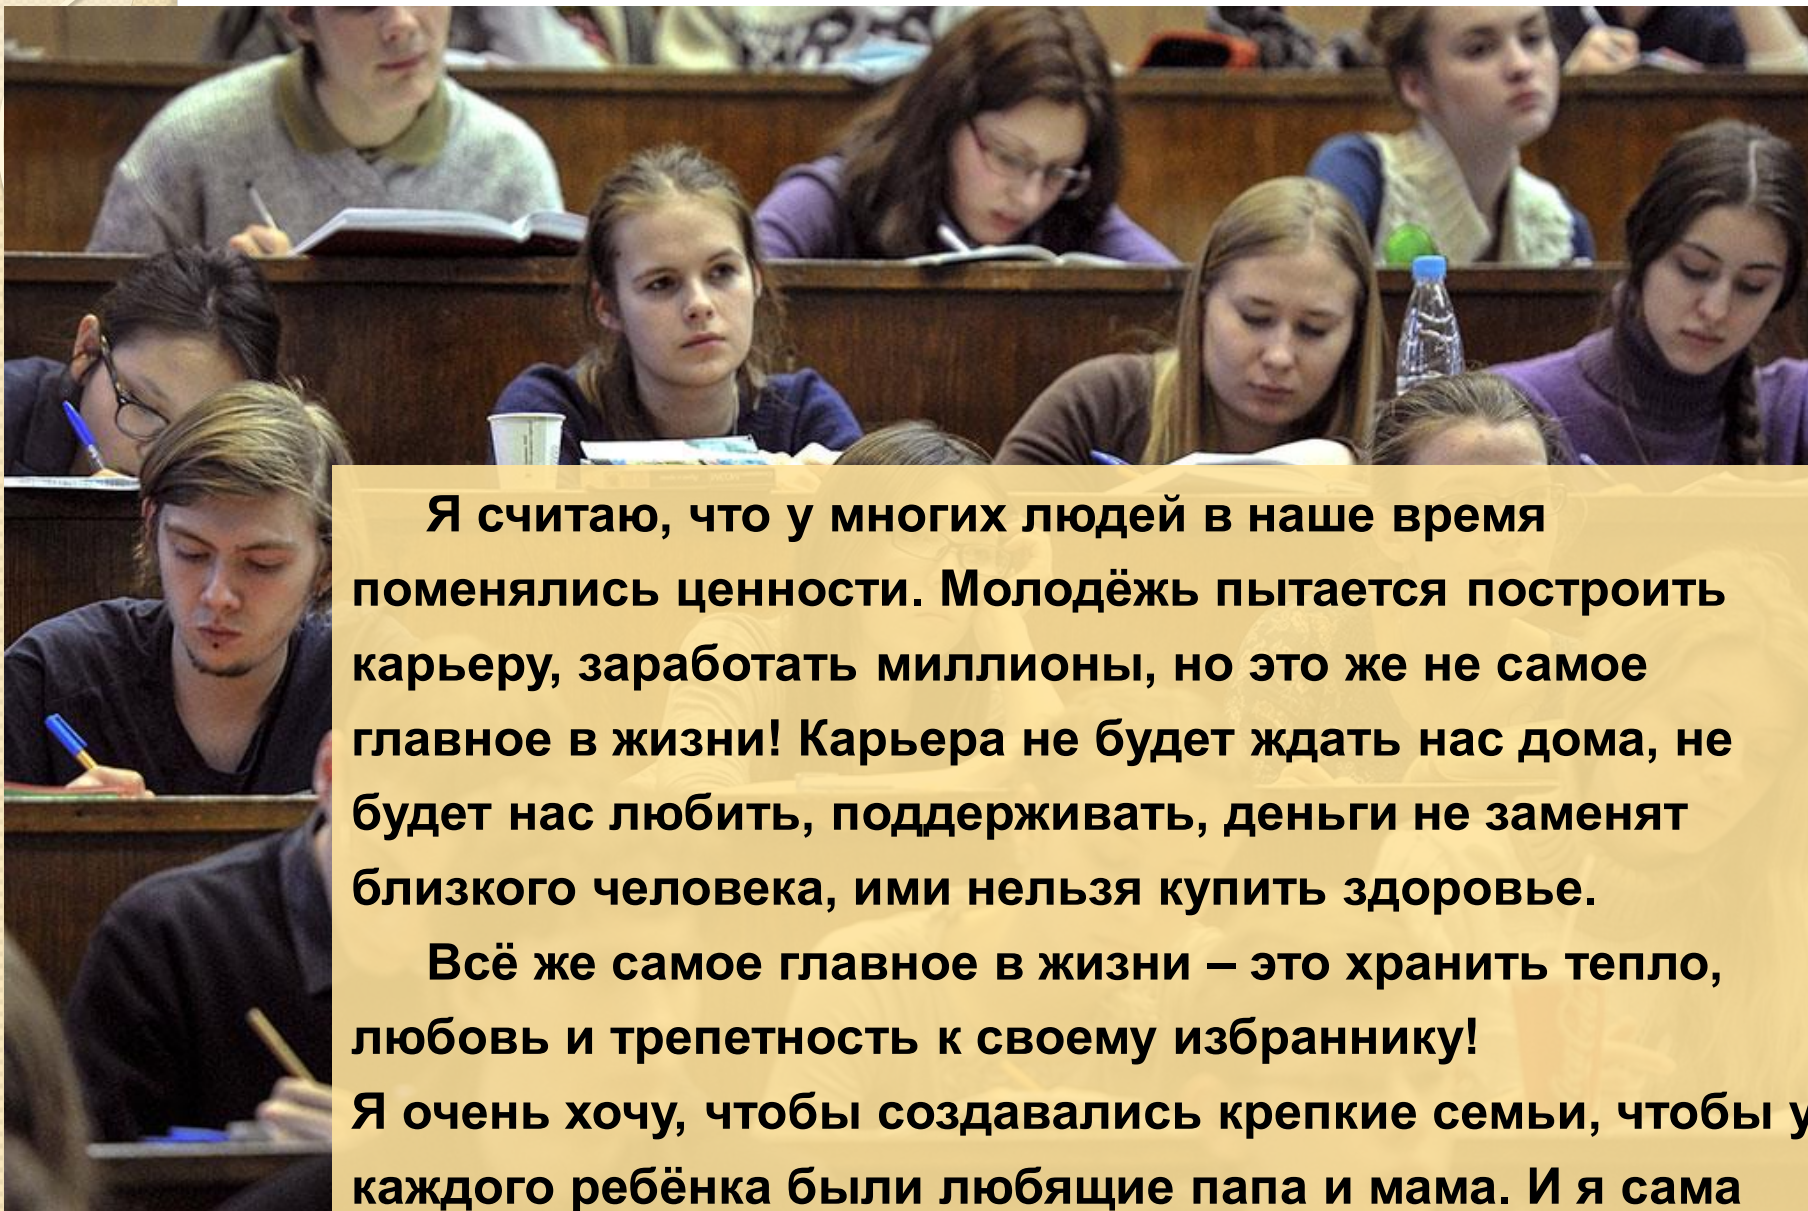 Я считаю, что у многих людей в наше время
поменялись ценности. Молодёжь пытается построить
карьеру, заработать миллионы, но это же не самое
главное в жизни! Карьера не будет ждать нас дома, не
будет нас любить, поддерживать, деньги не заменят
близкого человека, ими нельзя купить здоровье.
Всё же самое главное в жизни – это хранить тепло,
любовь и трепетность к своему избраннику!
Я очень хочу, чтобы создавались крепкие семьи, чтобы у
каждого ребёнка были любящие папа и мама. И я сама